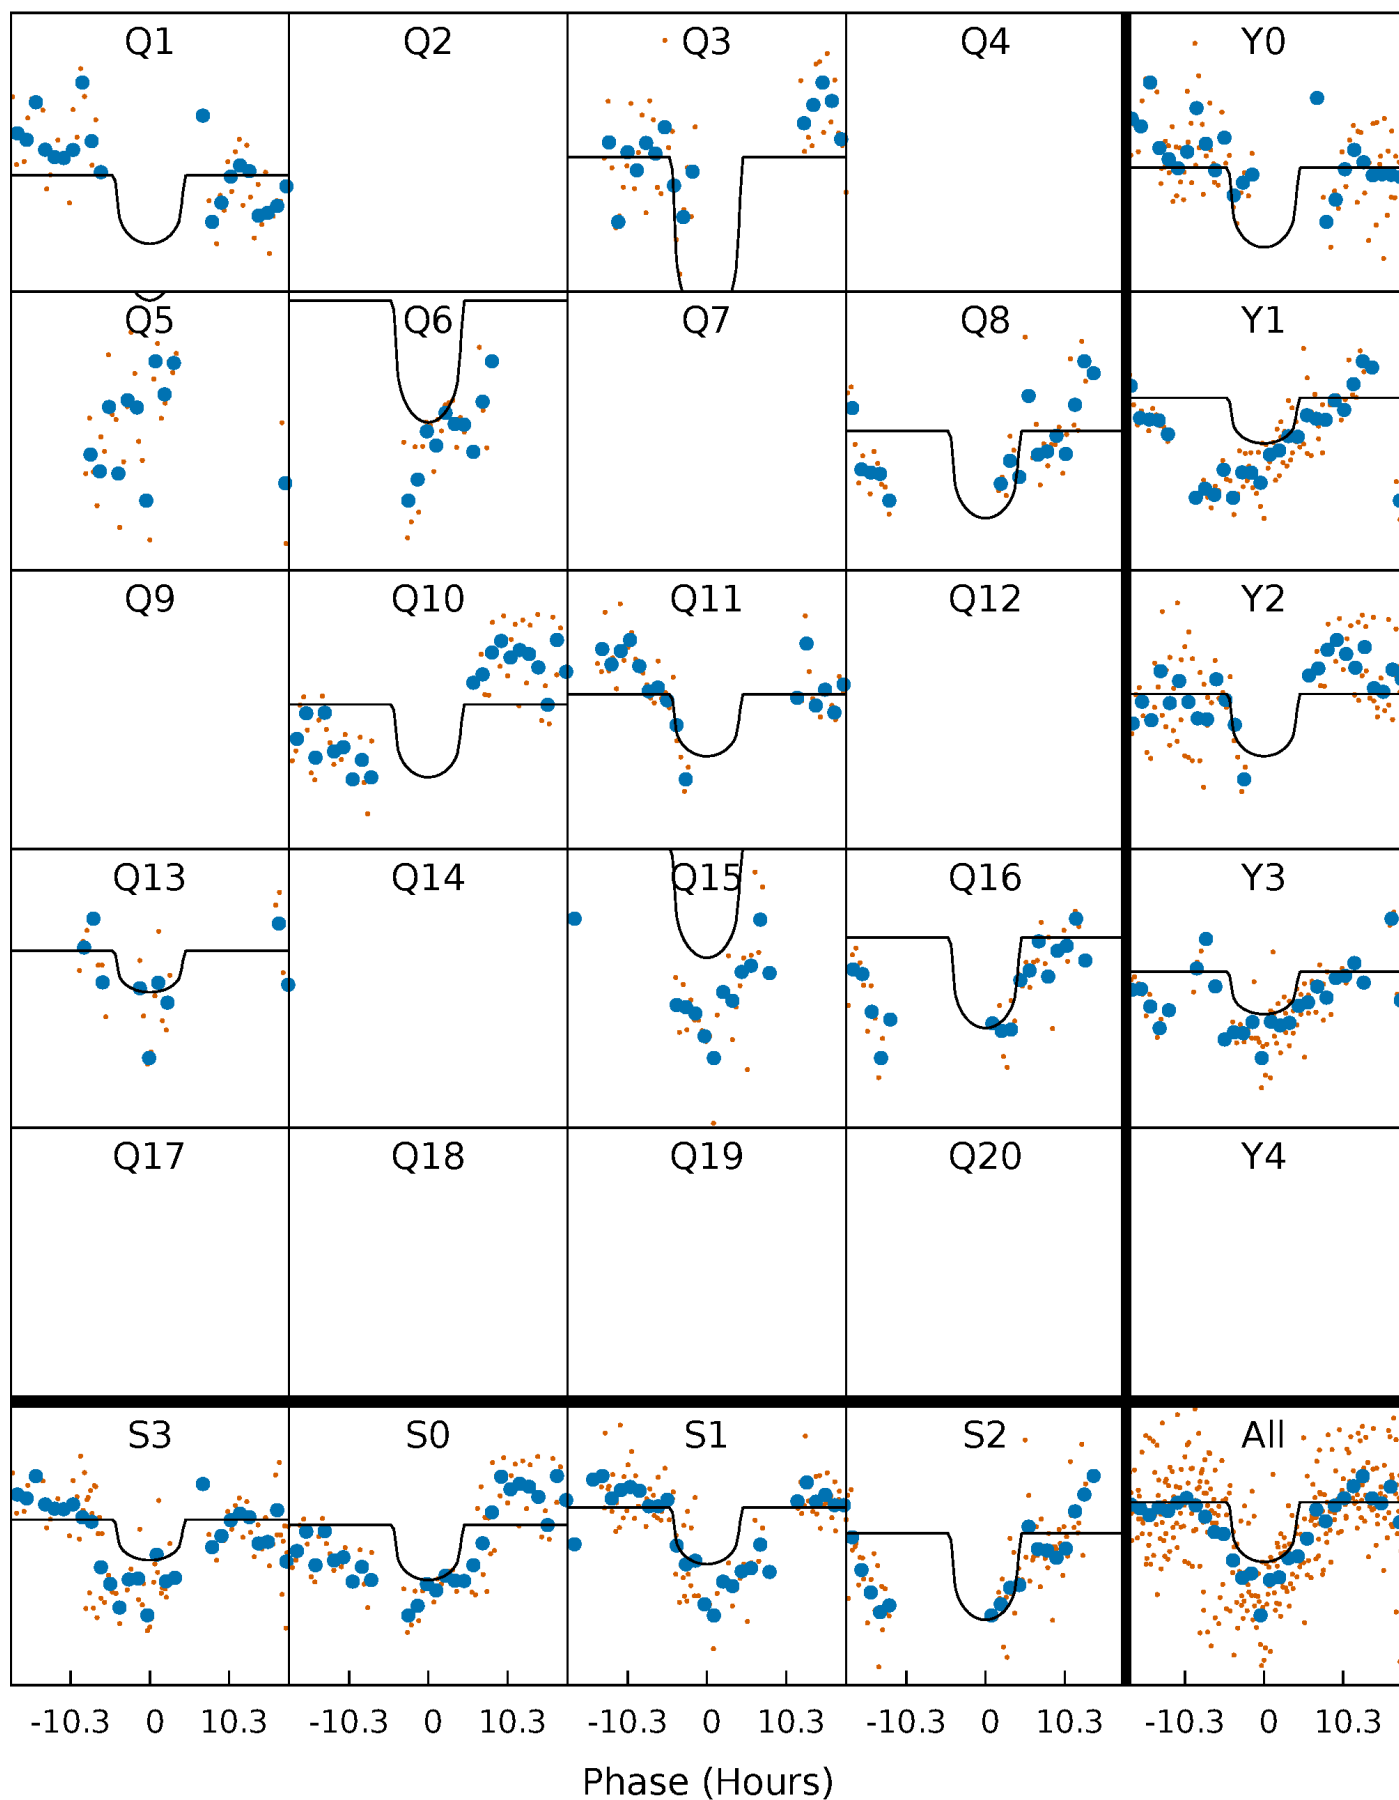 Q1 Q2 Q3 Q4 Y0
Q5 Q6 Q7 Q8 Y1
Q9 Q10 Q11 Q12 Y2
Q13 Q14 Q15 Q16 Y3
Q17 Q18 Q19 Q20 Y4
S3 S0 S1 S2 All
-10.3 0 10.3 -10.3 0 10.3 -10.3 0 10.3 -10.3 0 10.3 -10.3 0 10.3
Phase (Hours)